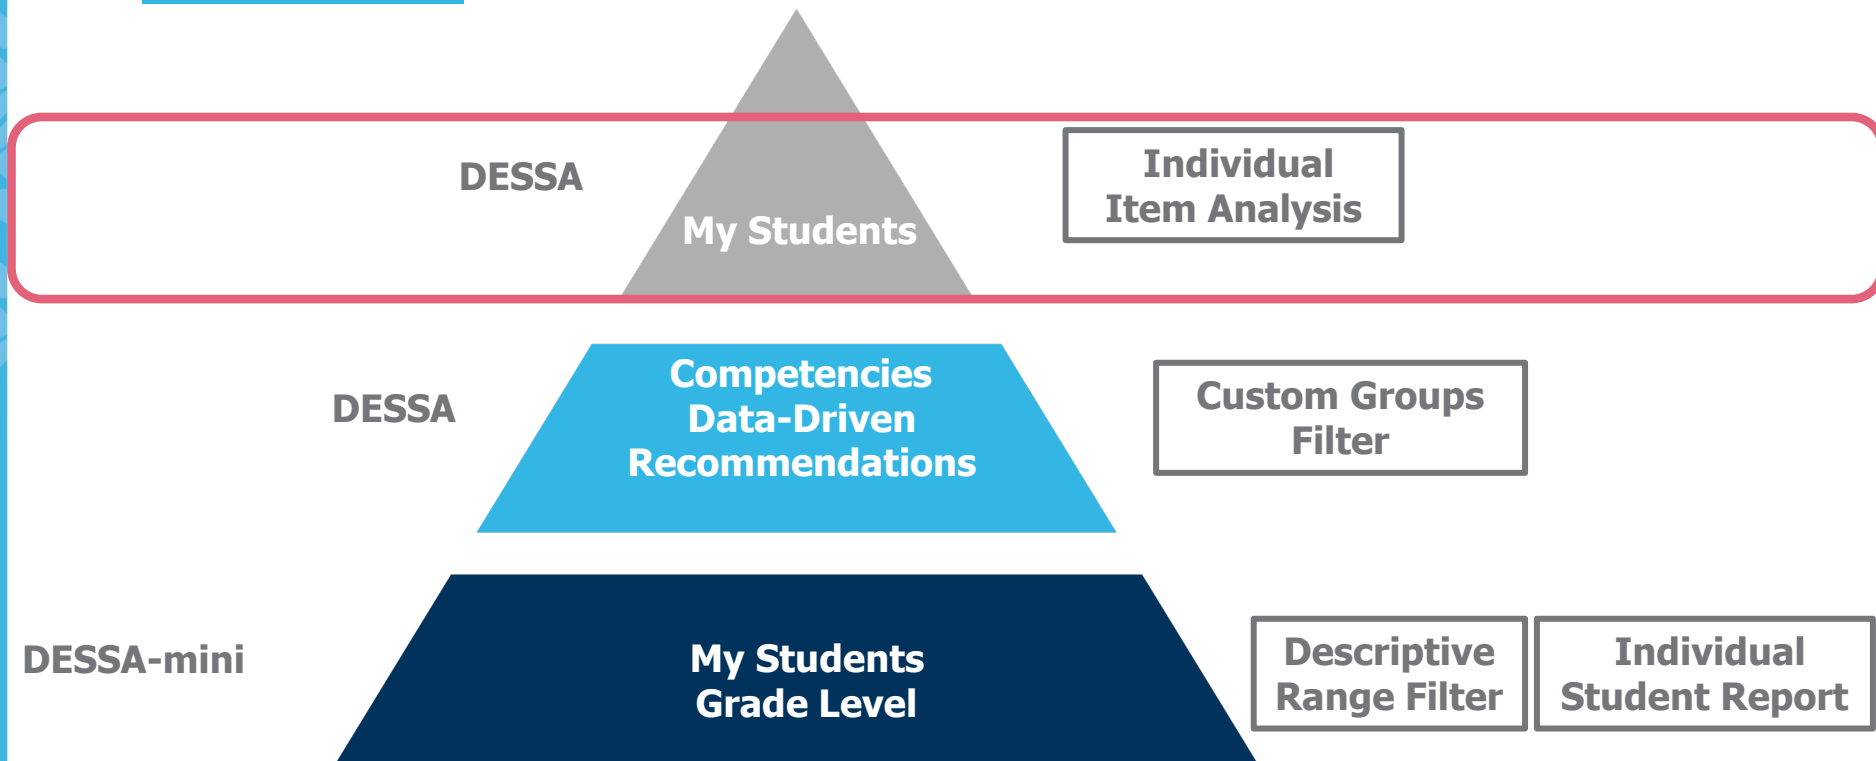 DESSA
My Students
Individual
Item Analysis
DESSA
Competencies
Data-Driven
Recommendations
Custom Groups
Filter
DESSA-mini
My Students
Grade Level
Descriptive
Range Filter
Individual
Student Report